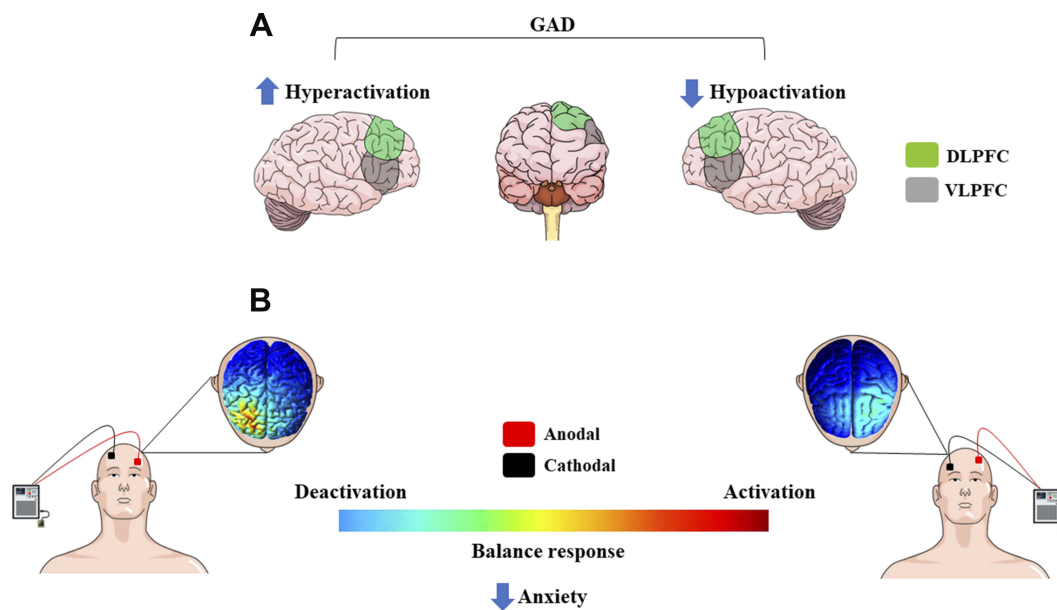 A
GAD
Hyperactivation
Hypoactivation
DLPFC
VLPFC
B
Anodal
Cathodal
Deactivation
Activation
Balance response
Anxiety